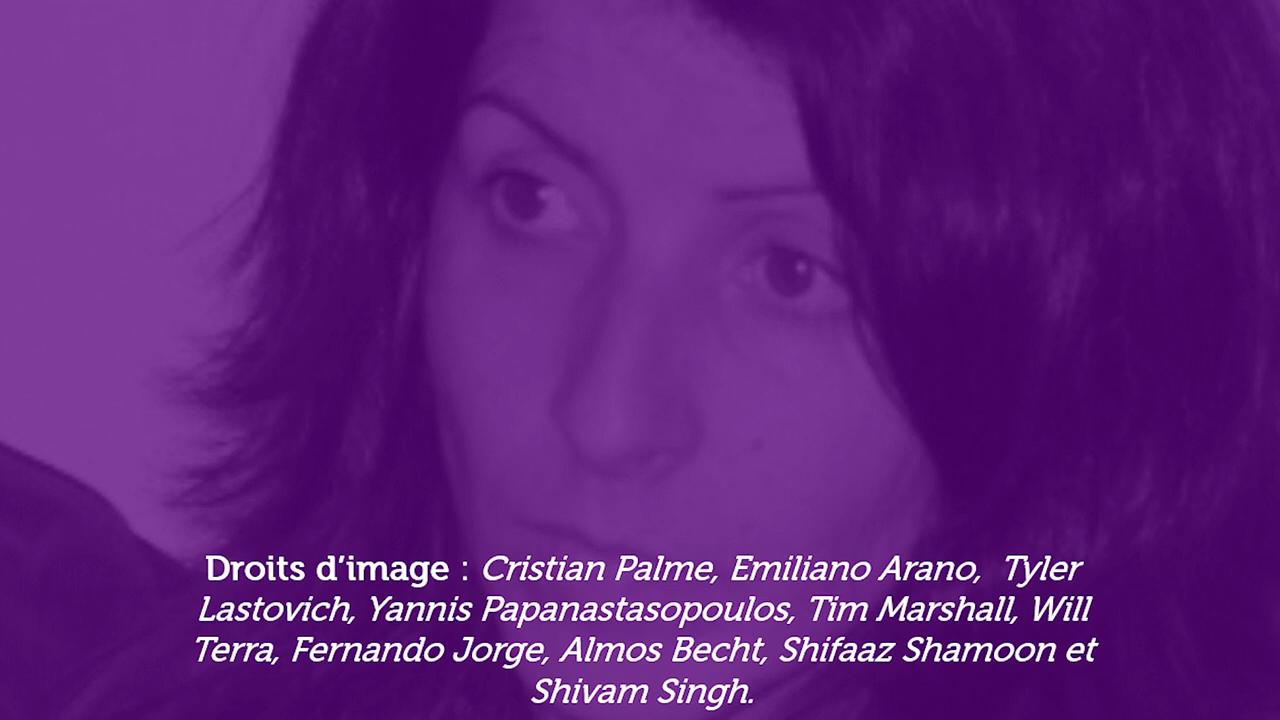 Droits d’image : Cristian Palme, Emiliano Arano,  Tyler
Lastovich, Yannis Papanastasopoulos, Tim Marshall, Will
Terra, Fernando Jorge, Almos Becht, Shifaaz Shamoon et
Shivam Singh.